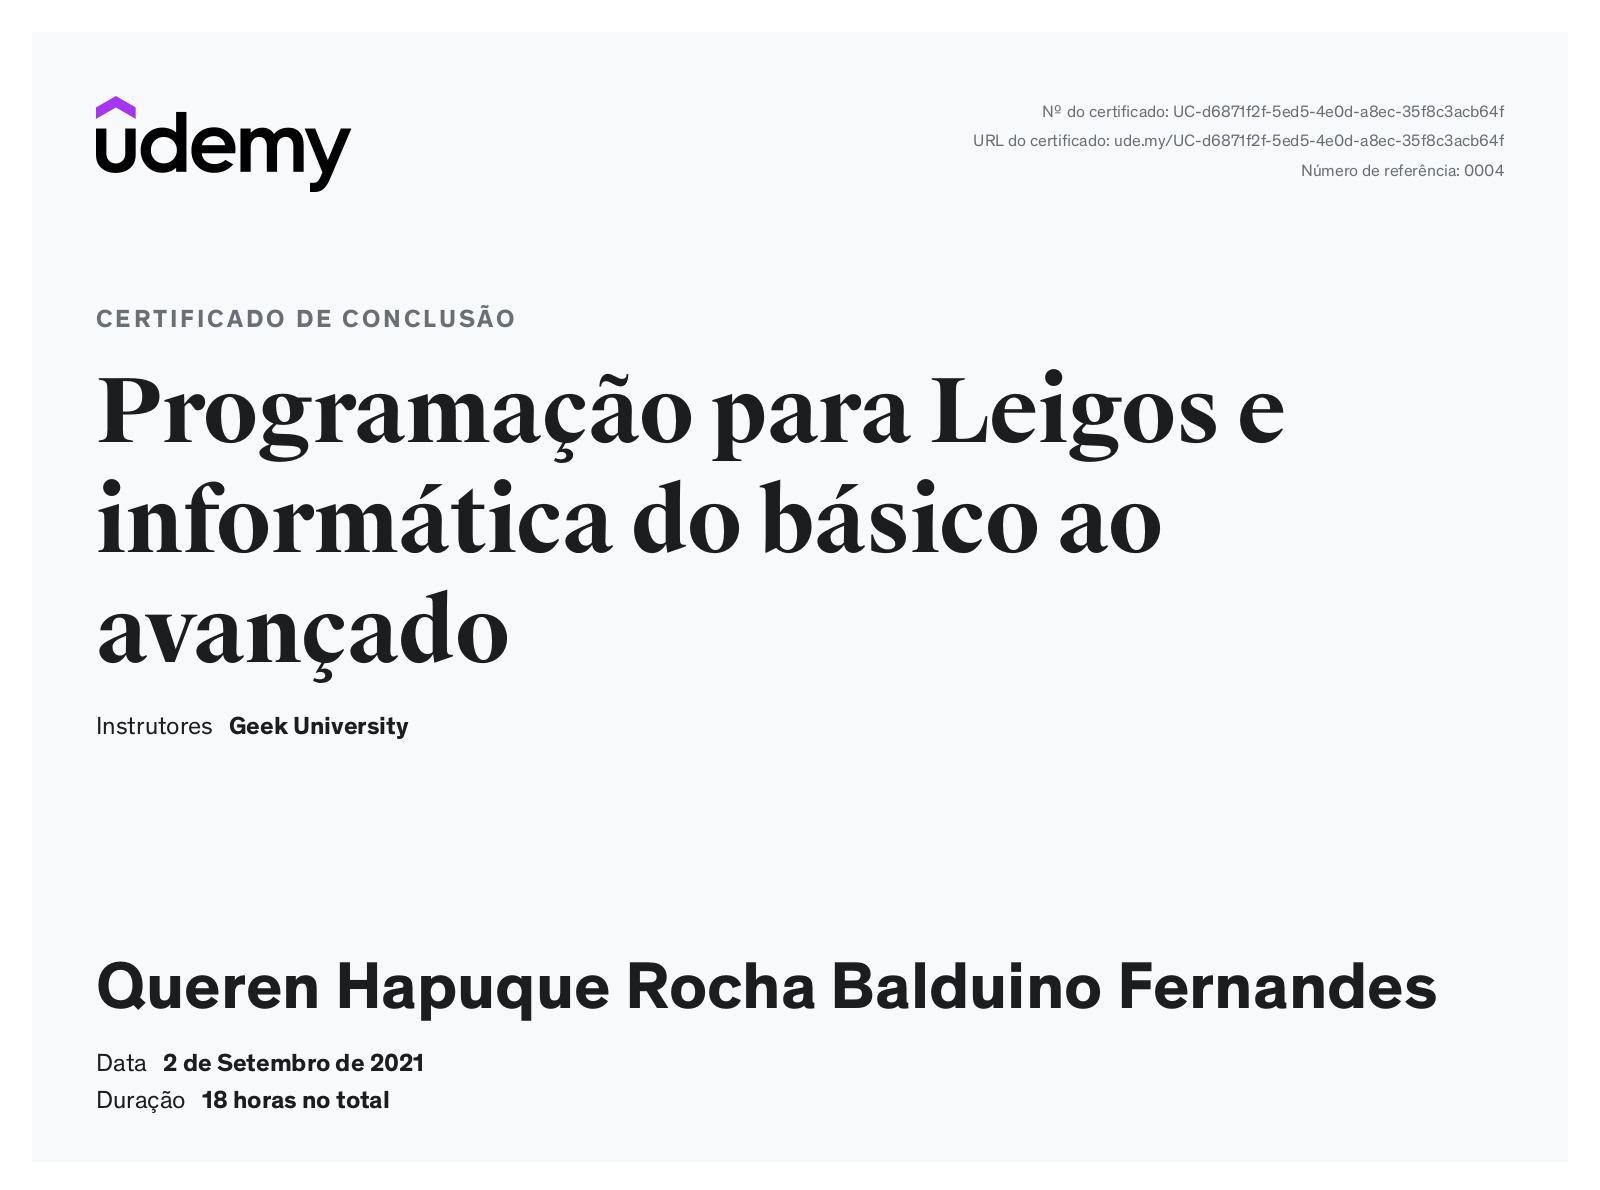 udemy
Nº do certificado: UC-d6871f2f-5ed5-4e0d-a8ec-35f8c3acb64f
URL do certificado: ude.my/UC-d6871f2f-5ed5-4e0d-a8ec-35f8c3acb64f
Número de referência: 0004
CERTIFICADO DE CONCLUSÃO
Programação para Leigos e
informática do básico ao
avançado
Instrutores Geek University
Queren Hapuque Rocha Balduino Fernandes
Data 2 de Setembro de 2021
Duração 18 horas no total